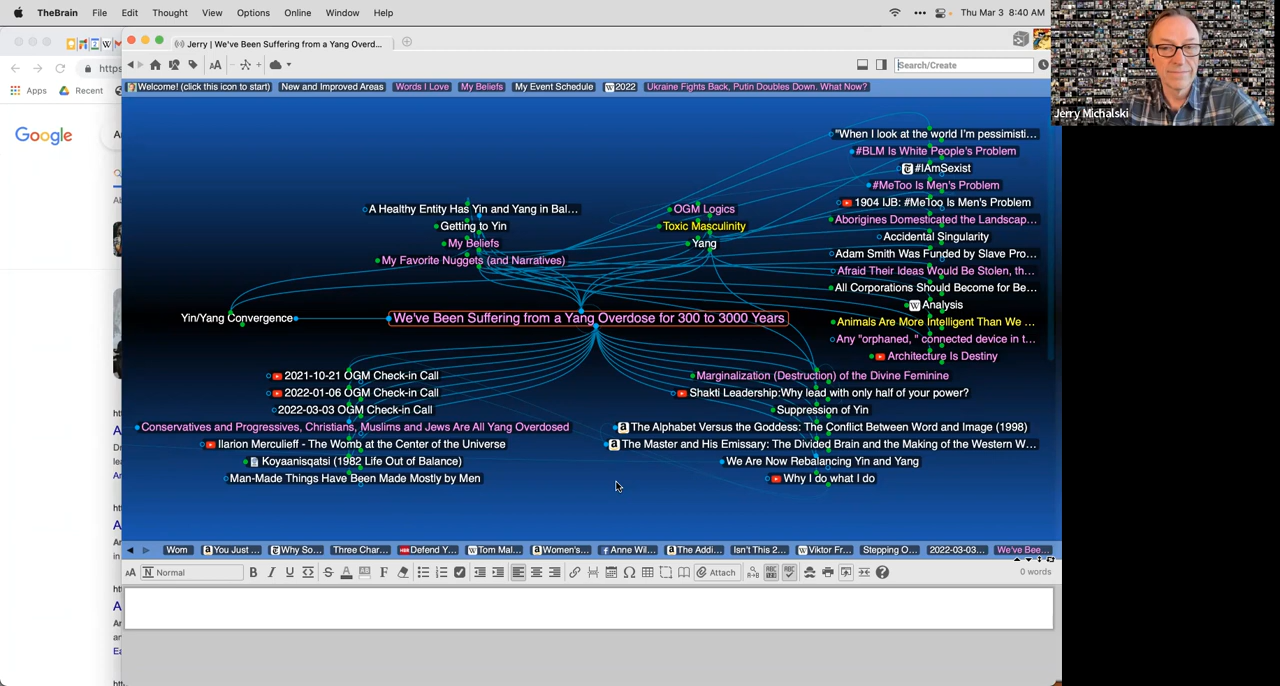 TheBrain File Edit Thought View Options Online Window Help
Thu Mar 3 8:40 AM
Jerry | We've Been Suffering from a Yang Overd...
https
AA
Search/Create
Apps Recent
Welcome! (click this icon to start) New and Improved Areas Words I Love My Beliefs My Event Schedule 2022 Ukraine Fights Back, Putin Doubles Down. What Now?
Jerry Michalski
Google
"When I look at the world I'm pessimisti...
#BLM Is White People's Problem
#IAmSexist
#MeToo Is Men's Problem
1904 IJB: #MeToo Is Men's Problem
Aborigines Domesticated the Landscap...
Accidental Singularity
Adam Smith Was Funded by Slave Pro...
Afraid Their Ideas Would Be Stolen, th...
All Corporations Should Become for Be...
Analysis
Animals Are More Intelligent Than We ...
Any "orphaned, " connected device in t...
Architecture Is Destiny
A Healthy Entity Has Yin and Yang in Bal...
Getting to Yin
My Beliefs
My Favorite Nuggets (and Narratives)
OGM Logics
Toxic Masculinity
Yang
Yin/Yang Convergence
We've Been Suffering from a Yang Overdose for 300 to 3000 Years
2021-10-21 OGM Check-in Call
2022-01-06 OGM Check-in Call
2022-03-03 OGM Check-in Call
Conservatives and Progressives, Christians, Muslims and Jews Are All Yang Overdosed
Ilarion Merculieff - The Womb at the Center of the Universe
Koyaanisqatsi (1982 Life Out of Balance)
Man-Made Things Have Been Made Mostly by Men
Marginalization (Destruction) of the Divine Feminine
Shakti Leadership:Why lead with only half of your power?
Suppression of Yin
The Alphabet Versus the Goddess: The Conflict Between Word and Image (1998)
The Master and His Emissary: The Divided Brain and the Making of the Western W...
We Are Now Rebalancing Yin and Yang
Why I do what I do
Wom You Just ... Why So... Three Char... Defend Y... Tom Mal... Women's... Anne Wil... The Addi... Isn't This 2... Viktor Fr... Stepping O... 2022-03-03... We've Bee...
AA N Normal B I U S A F Attach 0 words